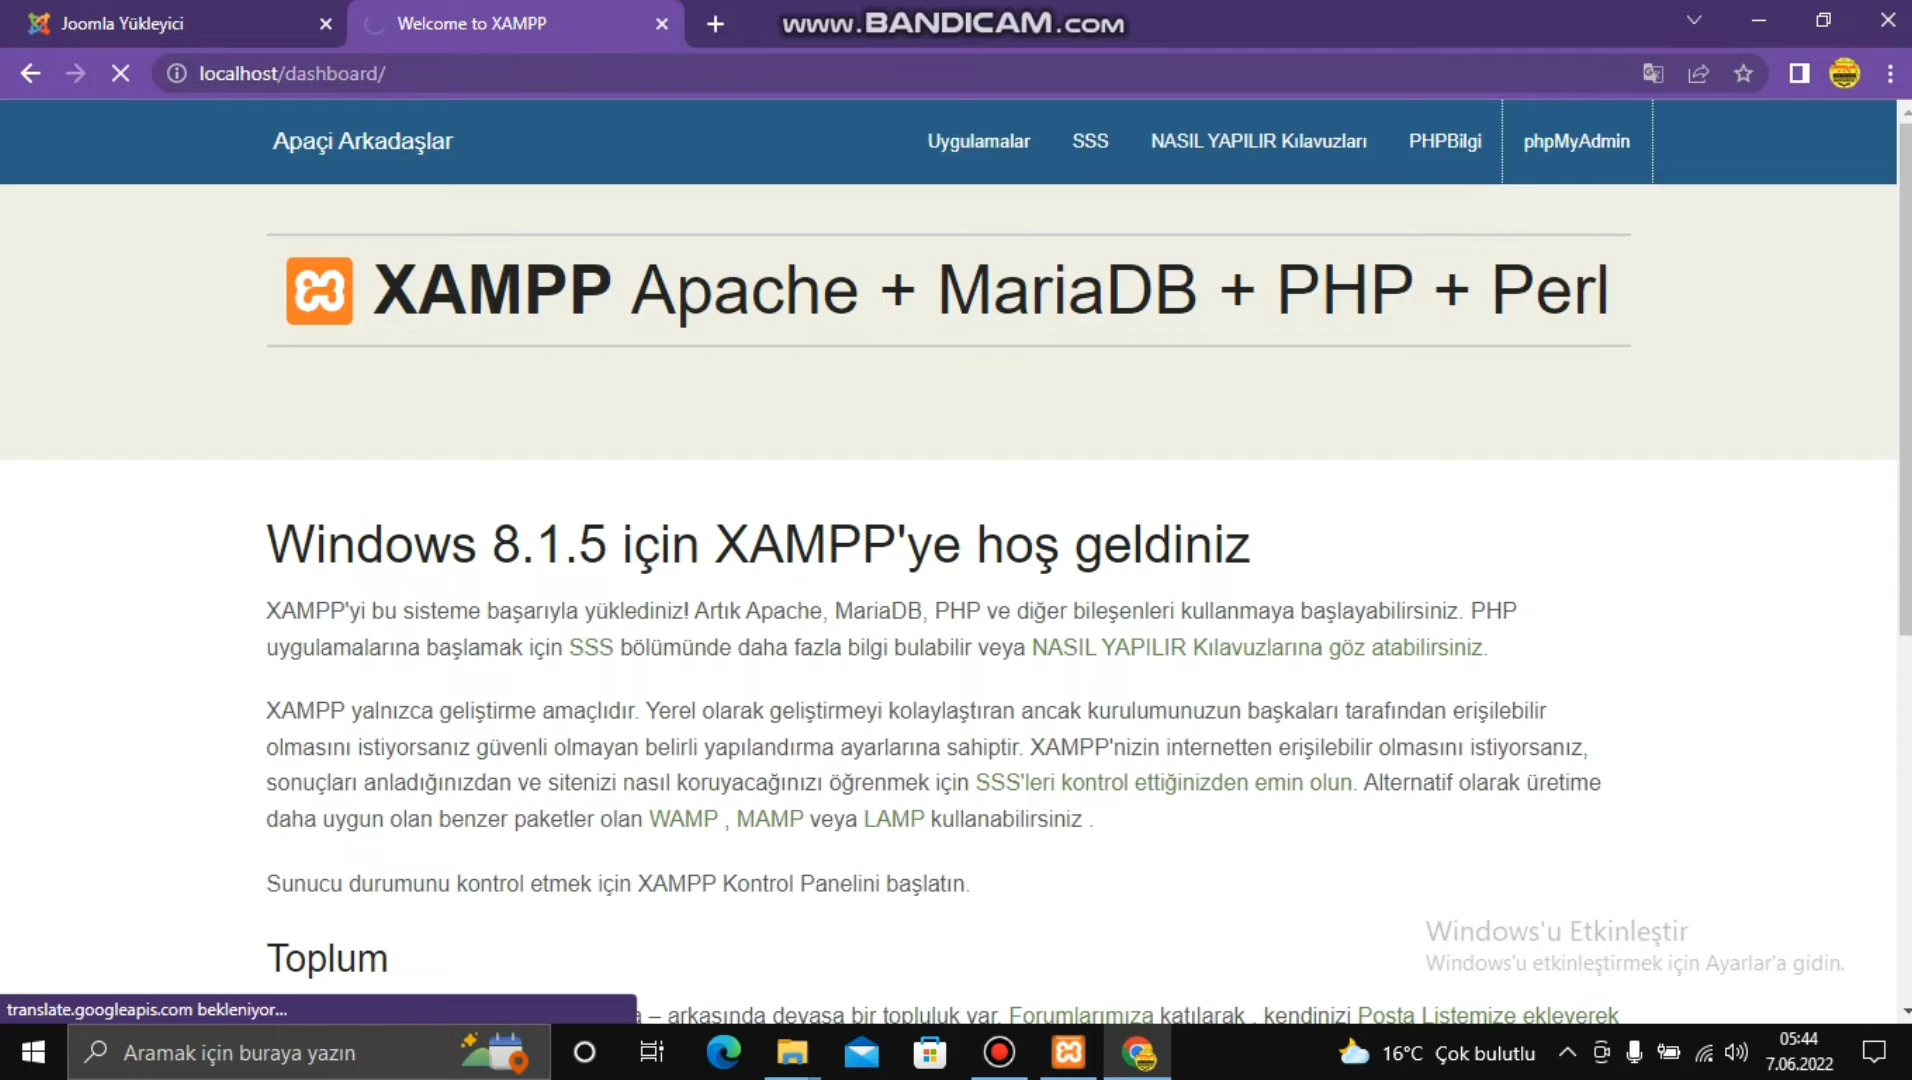 Joomla Yükleyici
Welcome to XAMPP
www.BANDICAM.com
localhost/dashboard/
Apaçi Arkadaşlar
Uygulamalar
SSS
NASIL YAPILIR Kılavuzları
PHPBilgi
phpMyAdmin
XAMPP Apache + MariaDB + PHP + Perl
Windows 8.1.5 için XAMPP'ye hoş geldiniz
XAMPP'yi bu sisteme başarıyla yüklediniz! Artık Apache, MariaDB, PHP ve diğer bileşenleri kullanmaya başlayabilirsiniz. PHP
uygulamalarına başlamak için SSS bölümünde daha fazla bilgi bulabilir veya NASIL YAPILIR Kılavuzlarına göz atabilirsiniz.
XAMPP yalnızca geliştirme amaçlıdır. Yerel olarak geliştirmeyi kolaylaştıran ancak kurulumunuzun başkaları tarafından erişilebilir
olmasını istiyorsanız güvenli olmayan belirli yapılandırma ayarlarına sahiptir. XAMPP'nizin internetten erişilebilir olmasını istiyorsanız,
sonuçları anladığınızdan ve sitenizi nasıl koruyacağınızı öğrenmek için SSS'leri kontrol ettiğinizden emin olun. Alternatif olarak üretime
daha uygun olan benzer paketler olan WAMP , MAMP veya LAMP kullanabilirsiniz .
Sunucu durumunu kontrol etmek için XAMPP Kontrol Panelini başlatın.
Toplum
Windows'u Etkinleştir
Windows'u etkinleştirmek için Ayarlar'a gidin.
translate.googleapis.com bekleniyor...
– arkasında devasa bir topluluk var. Forumlarımıza katılarak , kendinizi Posta Listemize ekleyerek
Aramak için buraya yazın
16°C Çok bulutlu
05:44
7.06.2022